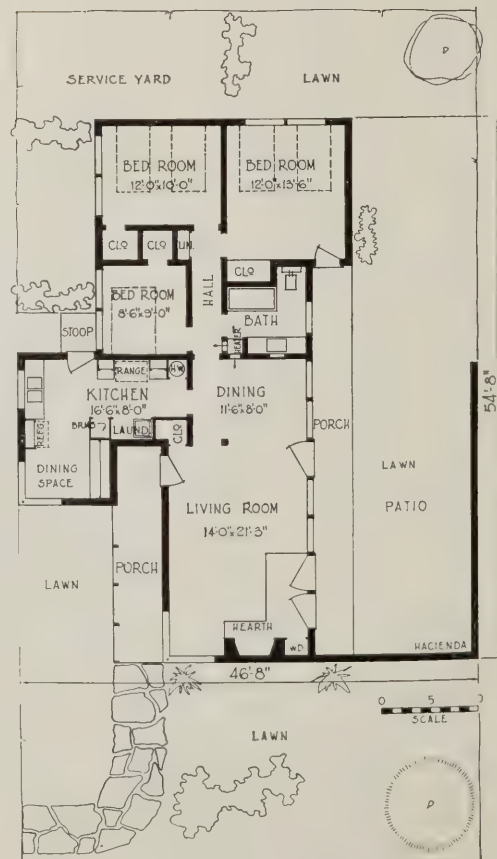 P
SERVICE YARD
LAWN
BED ROOM
12'-0"x10'-0"
BED ROOM
12'-0"x13'-6"
CLO
CLO
LIN.
CLO
HALL
BED ROOM
8'-6"x9'-0"
BATH
STOOP
HEATER
RANGE
H.W.
KITCHEN
16'-6"x8'-0"
DINING
11'-6"x8'-0"
REFG
BRMS
LAUND.
CLO
PORCH
54'-8"
DINING
SPACE
LAWN
PATIO
LIVING ROOM
14'-0"x21'-3"
PORCH
LAWN
HEARTH
WD.
HACIENDA
46'-8"
0 5
SCALE
LAWN
P